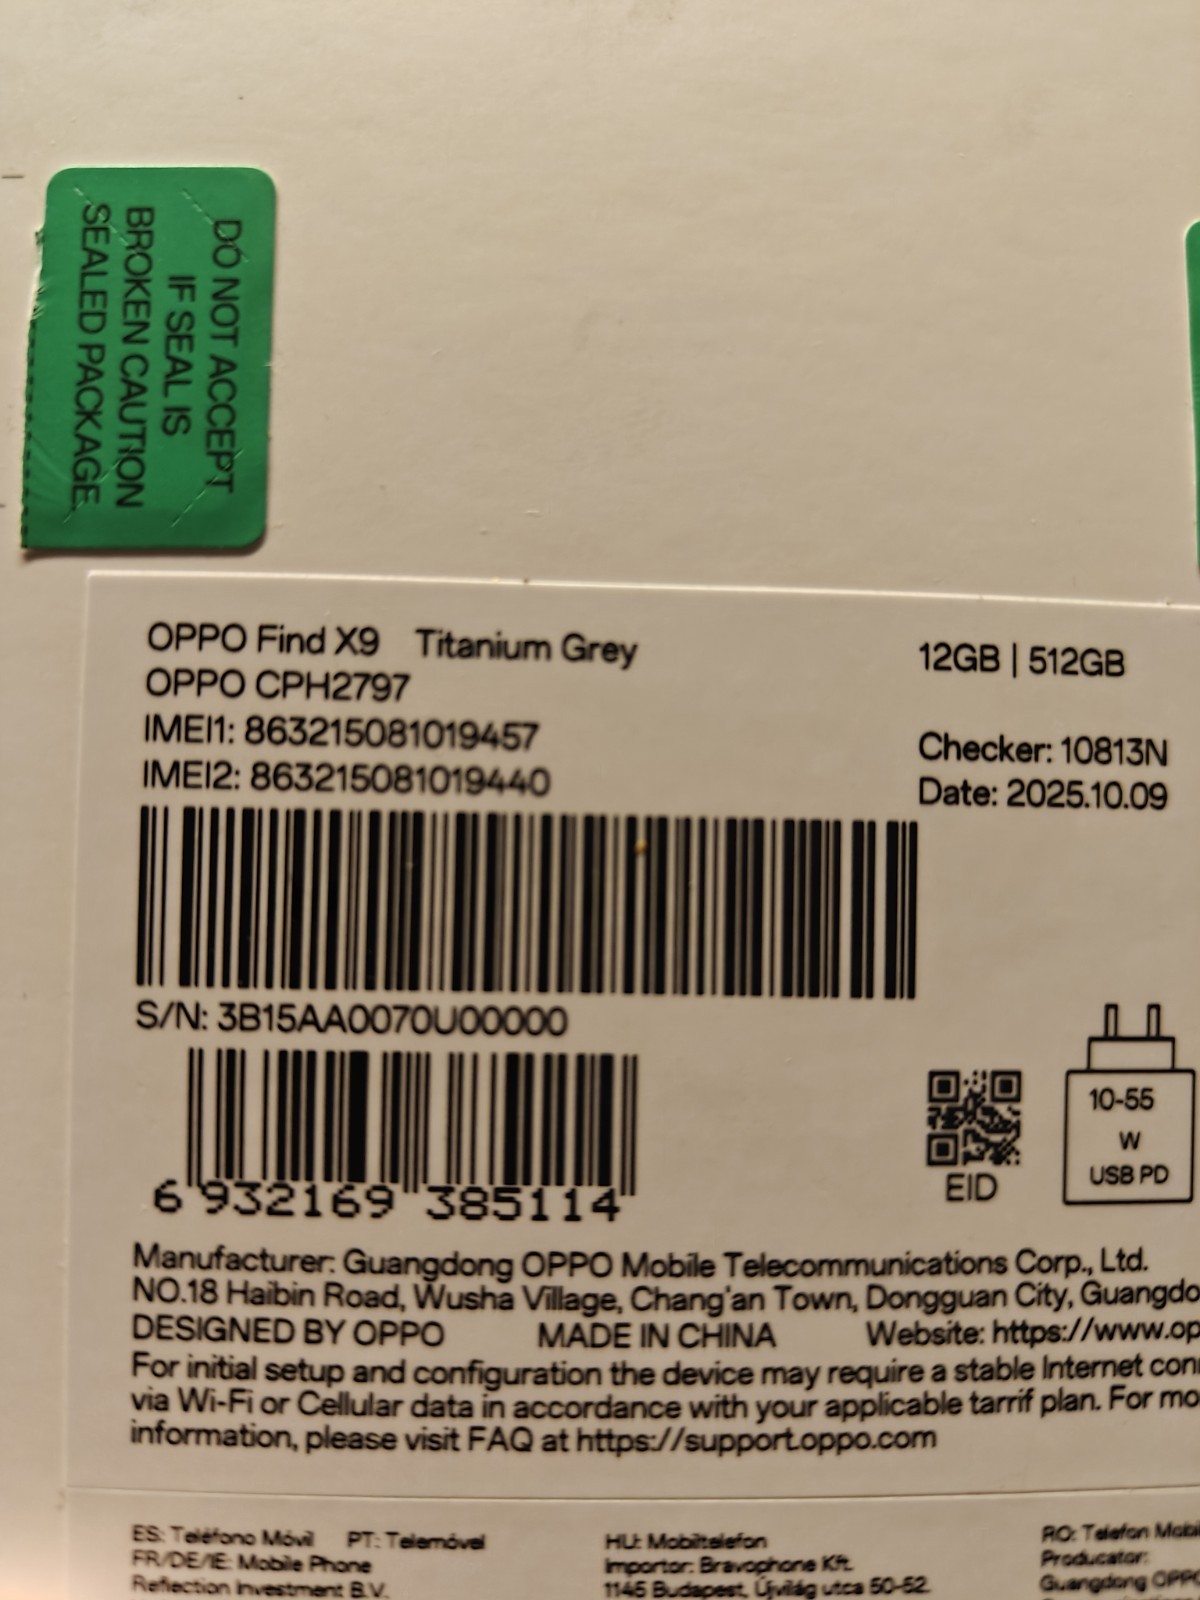 DO NOT ACCEPT
IF SEAL IS
BROKEN CAUTION
SEALED PACKAGE
OPPO Find X9 Titanium Grey 12GB | 512GB
OPPO CPH2797
IMEI1: 863215081019457 Checker: 10813N
IMEI2: 863215081019440 Date: 2025.10.09
S/N: 3B15AA0070U00000
10-55
W
USB PD
EID
6 932169 385114
Manufacturer: Guangdong OPPO Mobile Telecommunications Corp., Ltd.
NO.18 Haibin Road, Wusha Village, Chang'an Town, Dongguan City, Guangdo
DESIGNED BY OPPO MADE IN CHINA Website: https://www.op
For initial setup and configuration the device may require a stable Internet con
via Wi-Fi or Cellular data in accordance with your applicable tarrif plan. For mo
information, please visit FAQ at https://support.oppo.com
ES: Teléfono Móvil PT: Telemóvel HU: Mobiltelefon RO: Telefon Mobil
FR/DE/IE: Mobile Phone Importor: Bravophone Kft. Producator:
Reflection Investment B.V. 1145 Budapest, Újvilág utca 50-52. Guangdong OPPO